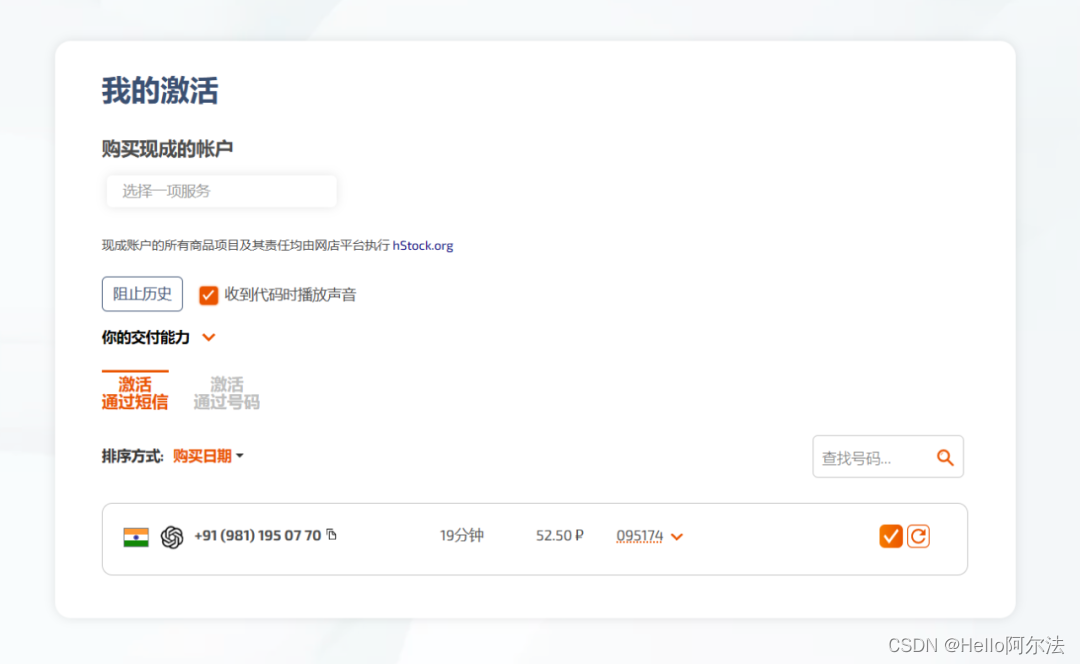 我的激活
购买现成的帐户
选择一项服务
现成账户的所有商品项目及其责任均由网店平台执行 hStock.org
阻止历史 收到代码时播放声音
你的交付能力
激活 激活
通过短信 通过号码
排序方式: 购买日期 查找号码...
+91 (981) 195 07 70 19分钟 52.50 ₽ 095174
CSDN @Hello阿尔法